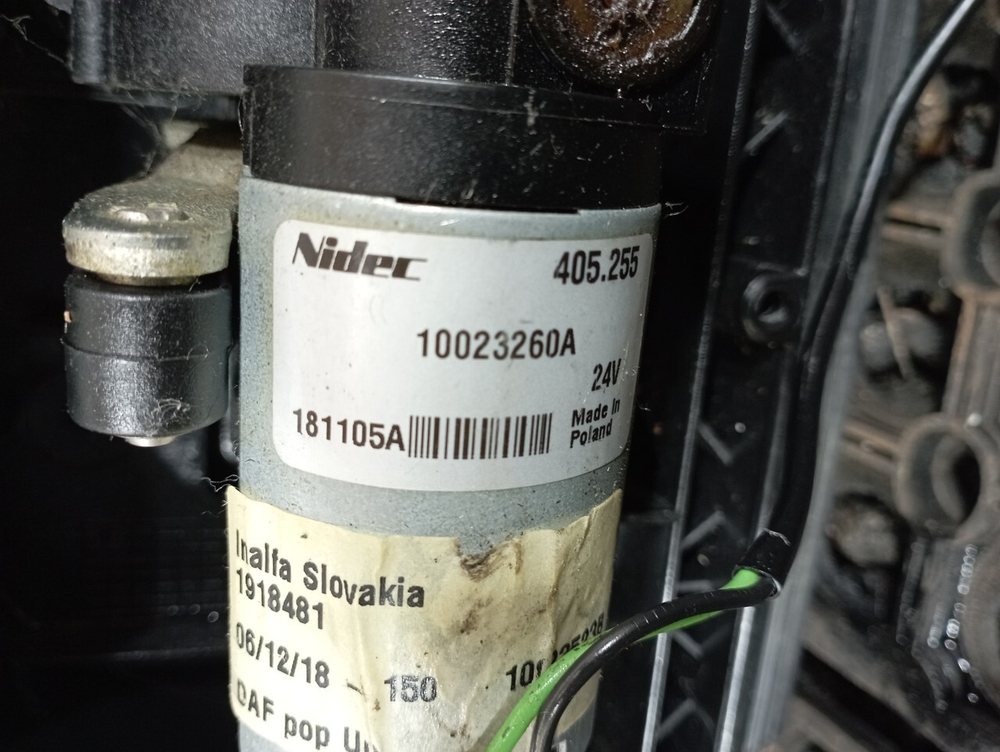 Nidec 405.255
10023260A
24V
181105A Made In
Poland
Inalfa Slovakia
1918481
06/12/18 - 150
DAF pop